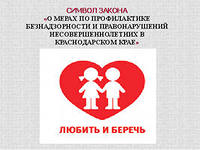 СИМВОЛ ЗАКОНА
«О МЕРАХ ПО ПРОФИЛАКТИКЕ
БЕЗНАДЗОРНОСТИ И ПРАВОНАРУШЕНИЙ
НЕСОВЕРШЕННОЛЕТНИХ В
КРАСНОДАРСКОМ КРАЕ»
ЛЮБИТЬ И БЕРЕЧЬ